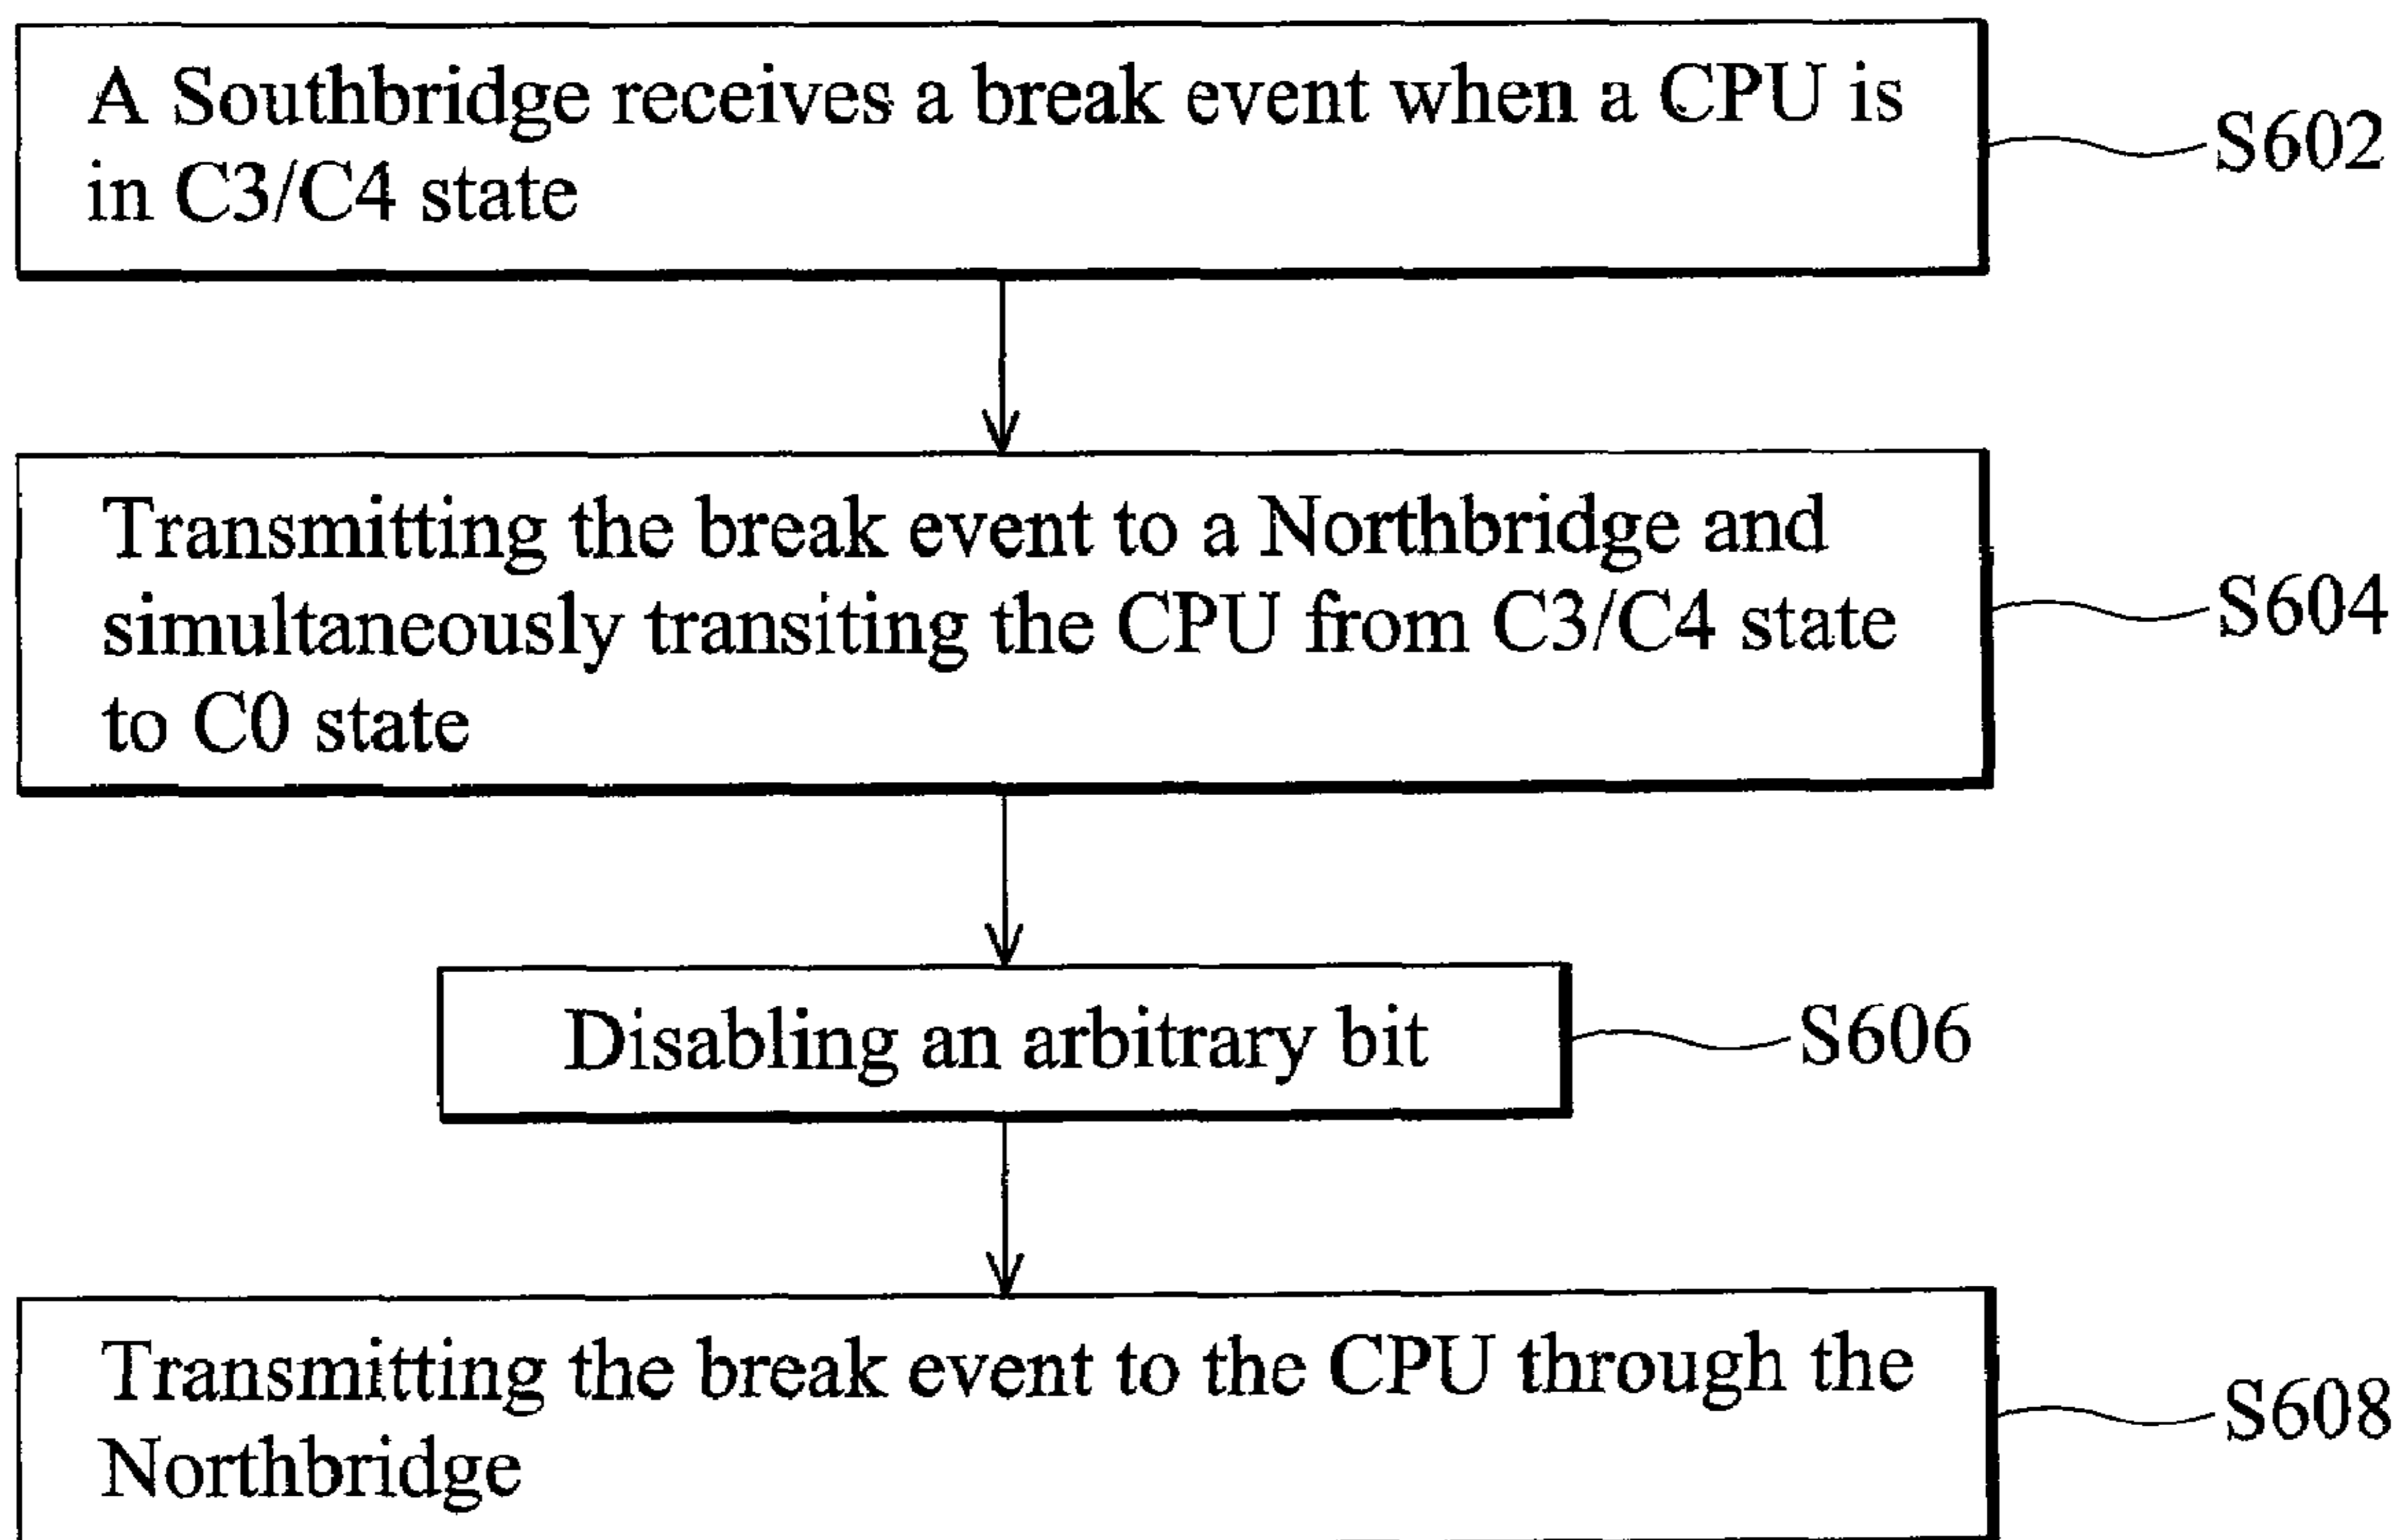 A Southbridge receives a break event when a CPU is
in C3/C4 state
S602
Transmitting the break event to a Northbridge and
simultaneously transiting the CPU from C3/C4 state
to C0 state
S604
Disabling an arbitrary bit
S606
Transmitting the break event to the CPU through the
Northbridge
S608